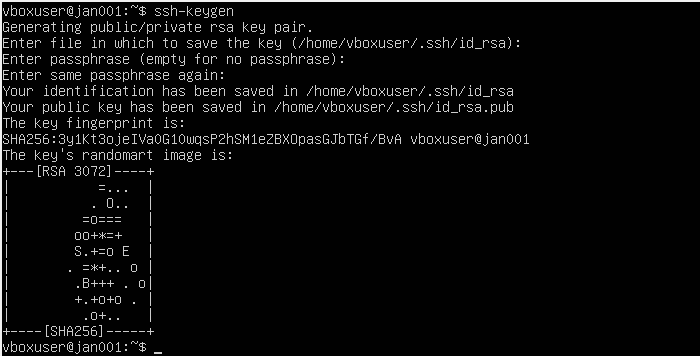 vboxuser@jan001:~$ ssh-keygen
Generating public/private rsa key pair.
Enter file in which to save the key (/home/vboxuser/.ssh/id_rsa):
Enter passphrase (empty for no passphrase):
Enter same passphrase again:
Your identification has been saved in /home/vboxuser/.ssh/id_rsa
Your public key has been saved in /home/vboxuser/.ssh/id_rsa.pub
The key fingerprint is:
SHA256:3y1Kt3ojeIVa0G10wqsP2hSM1eZBXOpasGJbTGf/BvA vboxuser@jan001
The key's randomart image is:
+---[RSA 3072]----+
|          =...   |
|         . O..   |
|        =o===    |
|       oo+*=+    |
|       S.+=o E   |
|      . =*+.. o  |
|       .B+++ . o|
|       +.+o+o .  |
|        .o+..    |
+----[SHA256]-----+
vboxuser@jan001:~$ _